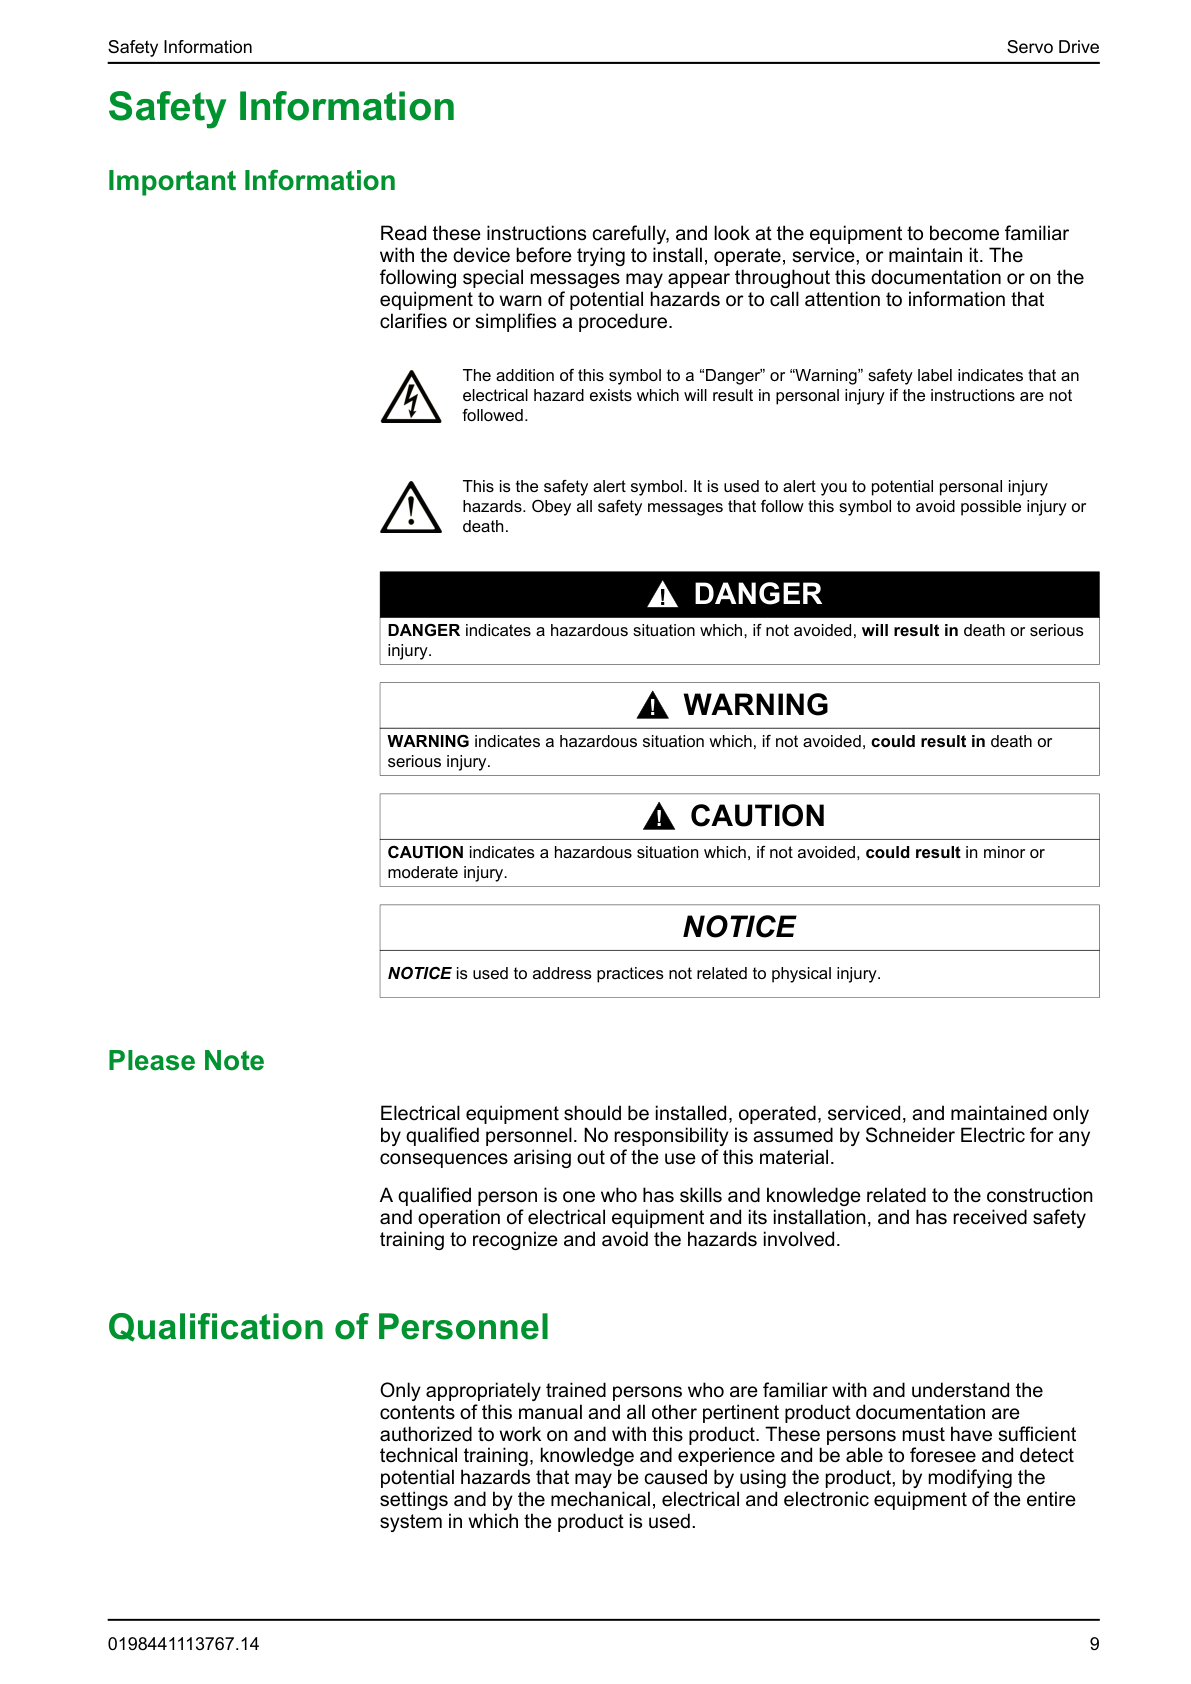 Safety Information
Servo Drive
Safety Information
Important Information
Read these instructions carefully, and look at the equipment to become familiar
with the device before trying to install, operate, service, or maintain it. The
following special messages may appear throughout this documentation or on the
equipment to warn of potential hazards or to call attention to information that
clarifies or simplifies a procedure.
The addition of this symbol to a “Danger” or “Warning” safety label indicates that an
electrical hazard exists which will result in personal injury if the instructions are not
followed.
This is the safety alert symbol. It is used to alert you to potential personal injury
hazards. Obey all safety messages that follow this symbol to avoid possible injury or
death.
DANGER
DANGER indicates a hazardous situation which, if not avoided, will result in death or serious
injury.
WARNING
WARNING indicates a hazardous situation which, if not avoided, could result in death or
serious injury.
CAUTION
CAUTION indicates a hazardous situation which, if not avoided, could result in minor or
moderate injury.
NOTICE
NOTICE is used to address practices not related to physical injury.
Please Note
Electrical equipment should be installed, operated, serviced, and maintained only
by qualified personnel. No responsibility is assumed by Schneider Electric for any
consequences arising out of the use of this material.
A qualified person is one who has skills and knowledge related to the construction
and operation of electrical equipment and its installation, and has received safety
training to recognize and avoid the hazards involved.
Qualification of Personnel
Only appropriately trained persons who are familiar with and understand the
contents of this manual and all other pertinent product documentation are
authorized to work on and with this product. These persons must have sufficient
technical training, knowledge and experience and be able to foresee and detect
potential hazards that may be caused by using the product, by modifying the
settings and by the mechanical, electrical and electronic equipment of the entire
system in which the product is used.
0198441113767.14
9